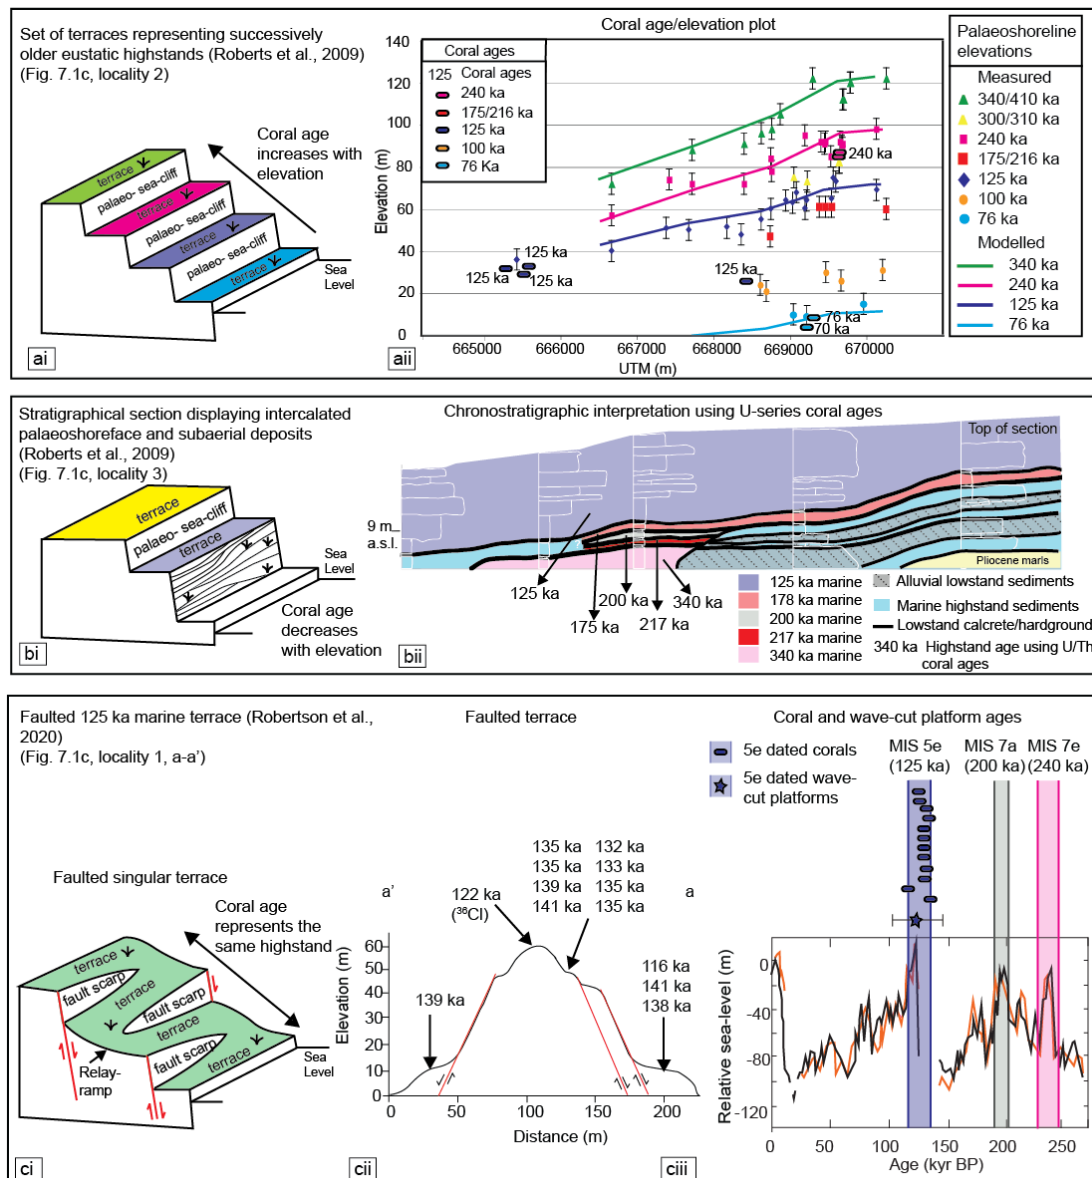 Set of terraces representing successively
older eustatic highstands (Roberts et al., 2009)
(Fig. 7.1c, locality 2)
Coral age
increases with
elevation
terrace
palaeo- sea-cliff
terrace
palaeo- sea-cliff
terrace
palaeo- sea-cliff
terrace
Sea
Level
ai
Coral age/elevation plot
Coral ages
125 Coral ages
240 ka
175/216 ka
125 ka
100 ka
76 ka
Elevation (m)
140
120
100
80
60
40
20
0
240 ka
125 ka
125 ka
125 ka
125 ka
76 ka
70 ka
665000
666000
667000
668000
669000
670000
UTM (m)
aii
Palaeoshoreline
elevations
Measured
340/410 ka
300/310 ka
240 ka
175/216 ka
125 ka
100 ka
76 ka
Modelled
340 ka
240 ka
125 ka
76 ka
Stratigraphical section displaying intercalated
palaeoshoreface and subaerial deposits
(Roberts et al., 2009)
(Fig. 7.1c, locality 3)
terrace
palaeo- sea-cliff
terrace
Sea
Level
Coral age
decreases
with elevation
bi
Chronostratigraphic interpretation using U-series coral ages
Top of section
9 m
a.s.l.
Pliocene marls
125 ka
175 ka
200 ka
217 ka
340 ka
bii
125 ka marine
178 ka marine
200 ka marine
217 ka marine
340 ka marine
Alluvial lowstand sediments
Marine highstand sediments
Lowstand calcrete/hardground
340 ka Highstand age using U/Th
coral ages
Faulted 125 ka marine terrace (Robertson et al.,
2020)
(Fig. 7.1c, locality 1, a-a')
Faulted singular terrace
Coral age
represents the
same highstand
terrace
fault scarp
terrace
fault scarp
terrace
fault scarp
terrace
Relay-
ramp
Sea
Level
ci
Faulted terrace
a'
a
122 ka
(³⁶Cl)
135 ka 132 ka
135 ka 133 ka
139 ka 135 ka
141 ka 135 ka
139 ka
116 ka
141 ka
138 ka
Elevation (m)
60
50
40
30
20
10
0
0
50
100
150
200
Distance (m)
cii
Coral and wave-cut platform ages
5e dated corals
5e dated wave-
cut platforms
MIS 5e
(125 ka)
MIS 7a
(200 ka)
MIS 7e
(240 ka)
Relative sea-level (m)
0
-40
-80
-120
0
50
100
150
200
250
Age (kyr BP)
ciii